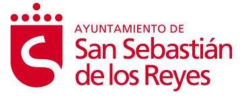 AYUNTAMIENTO DE
San Sebastián
de los Reyes